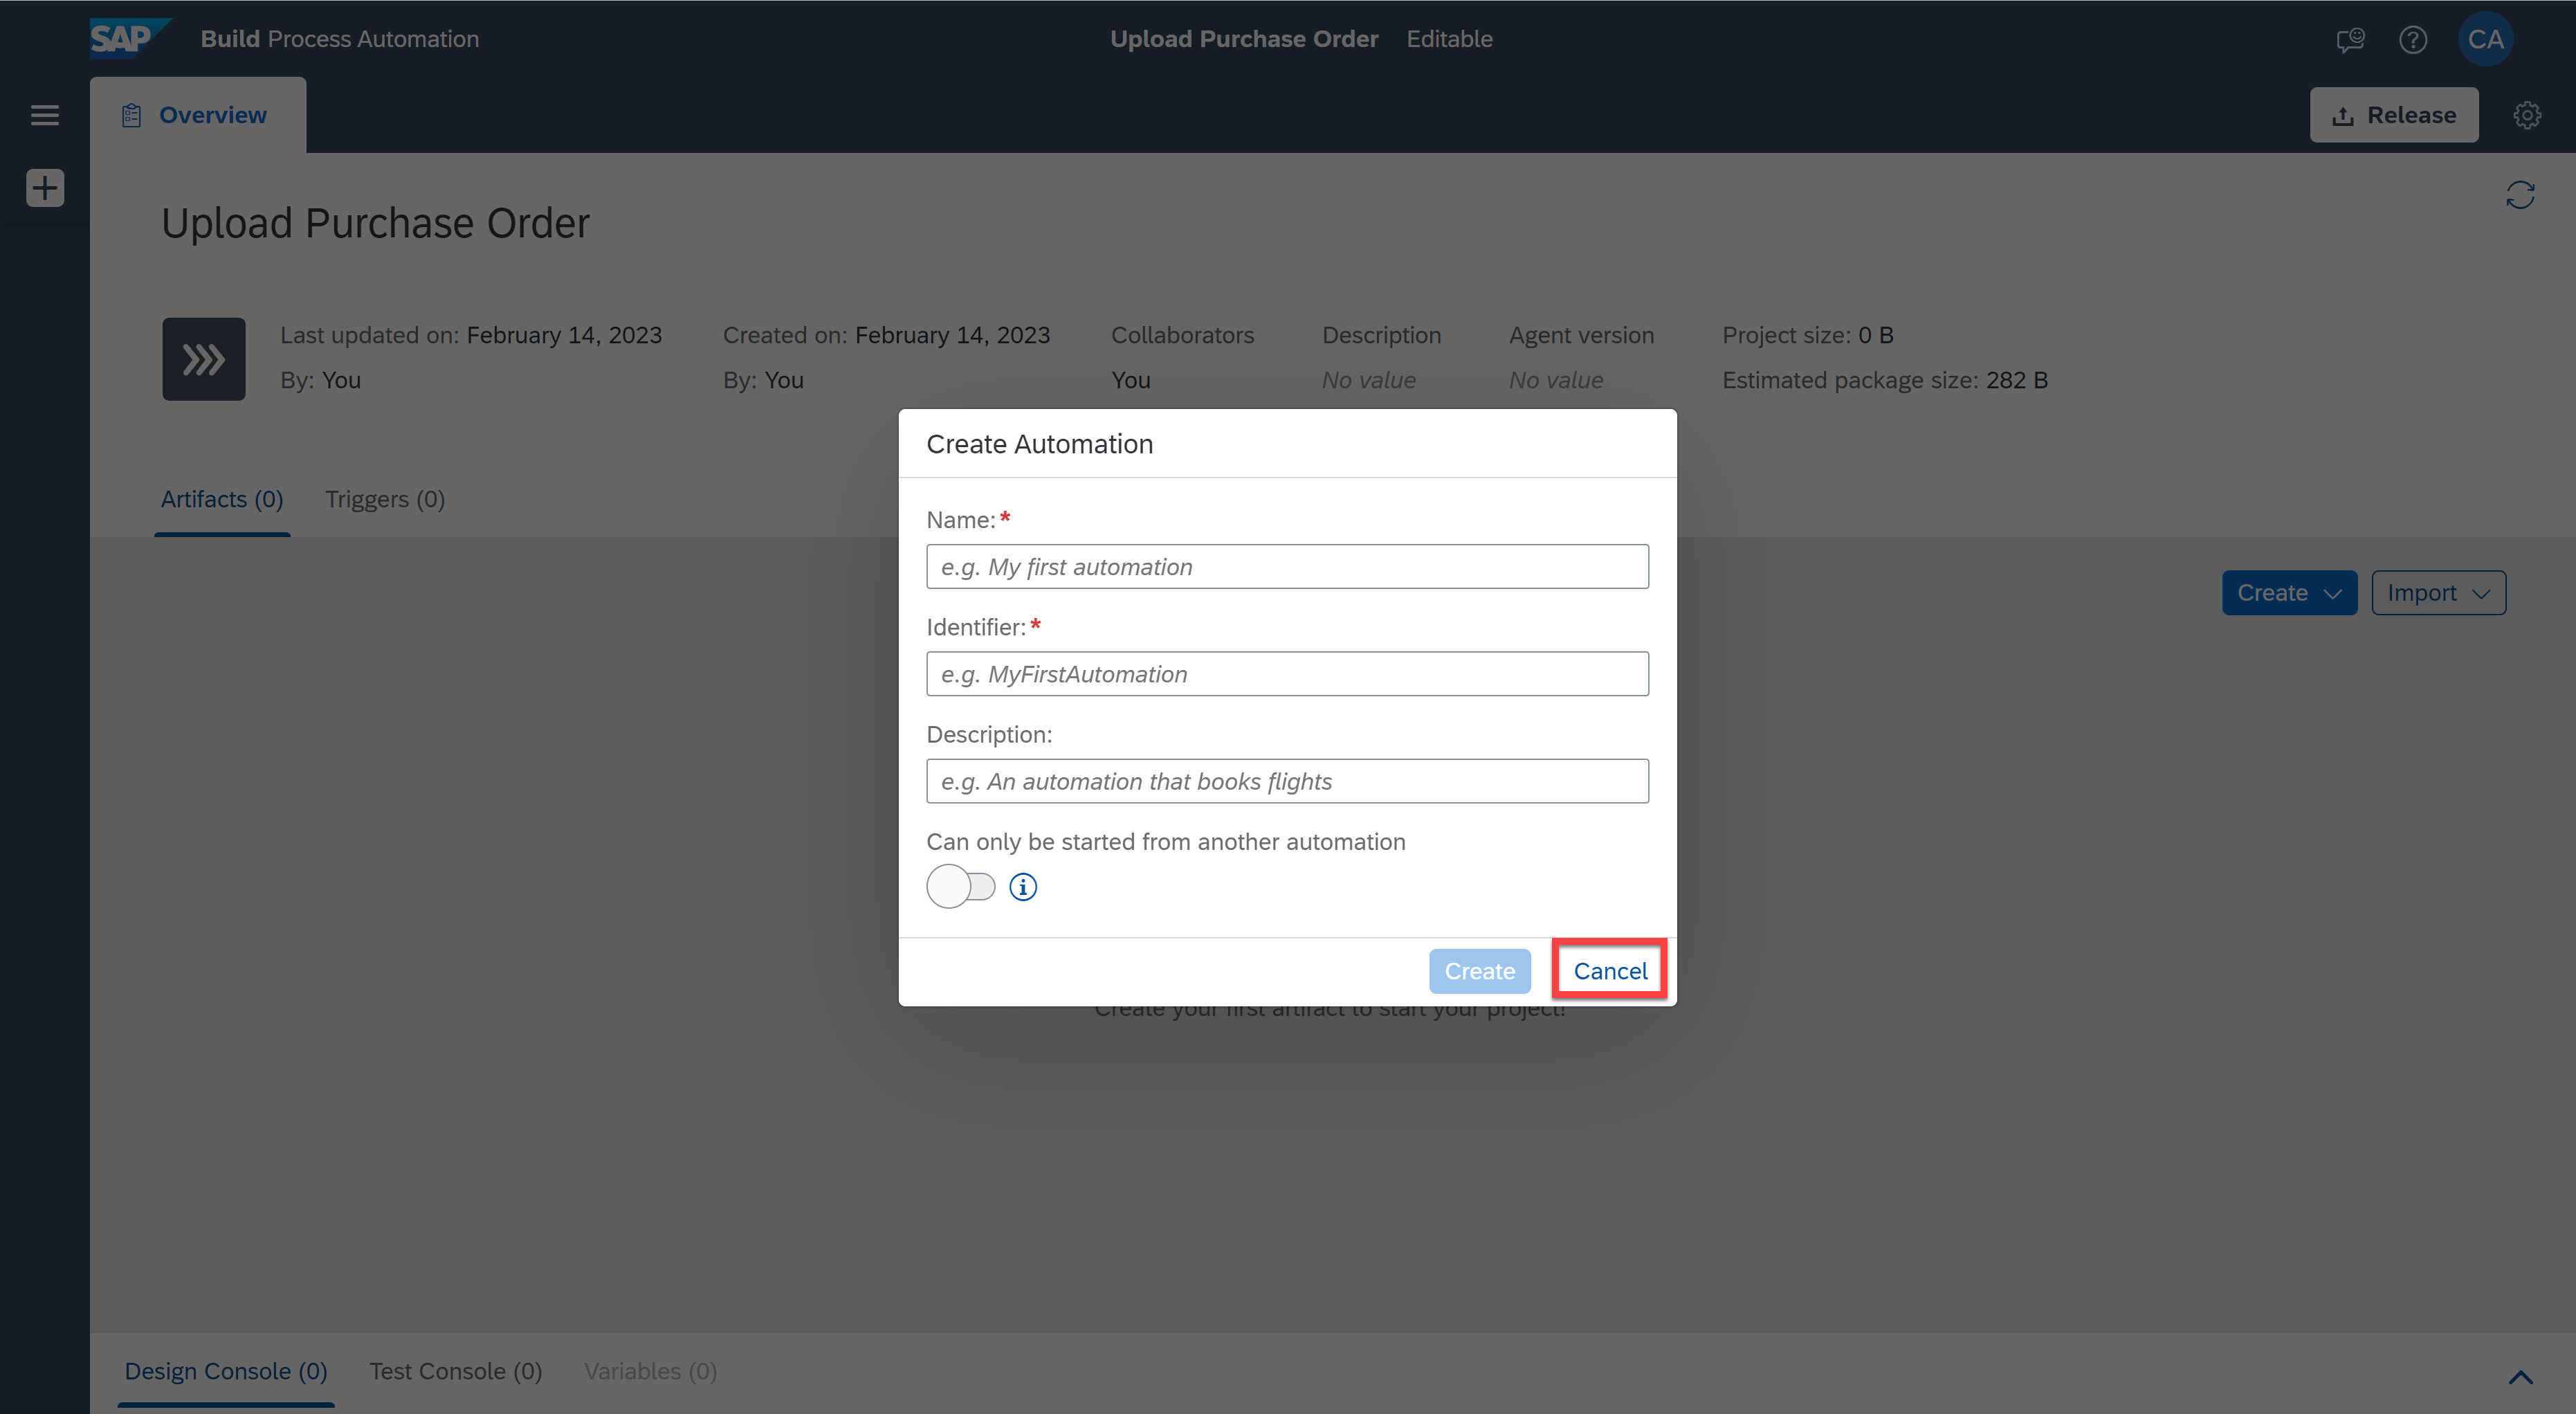 SAP Build Process Automation
Upload Purchase Order Editable
CA
Overview
Release
Upload Purchase Order
Last updated on: February 14, 2023
By: You
Created on: February 14, 2023
By: You
Collaborators
You
Description
No value
Agent version
No value
Project size: 0 B
Estimated package size: 282 B
Artifacts (0) Triggers (0)
Create Import
Create Automation
Name:*
e.g. My first automation
Identifier:*
e.g. MyFirstAutomation
Description:
e.g. An automation that books flights
Can only be started from another automation
Create Cancel
Create your first artifact to start your project!
Design Console (0) Test Console (0) Variables (0)